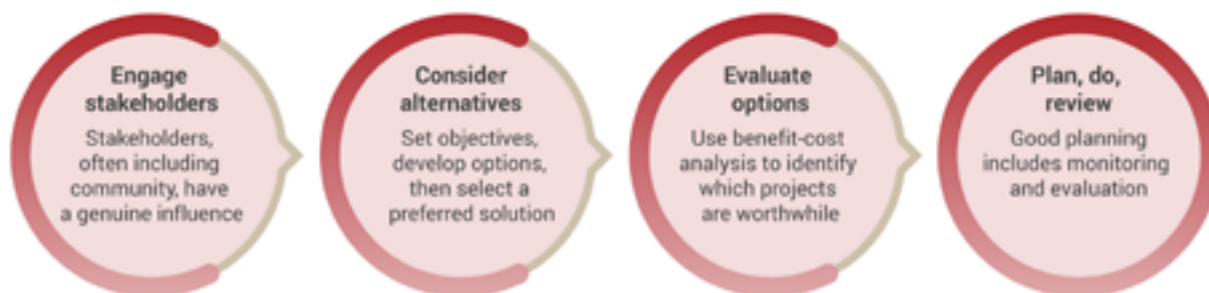 Engage
stakeholders
Stakeholders,
often including
community, have
a genuine influence
Consider
alternatives
Set objectives,
develop options,
then select a
preferred solution
Evaluate
options
Use benefit-cost
analysis to identify
which projects
are worthwhile
Plan, do,
review
Good planning
includes monitoring
and evaluation